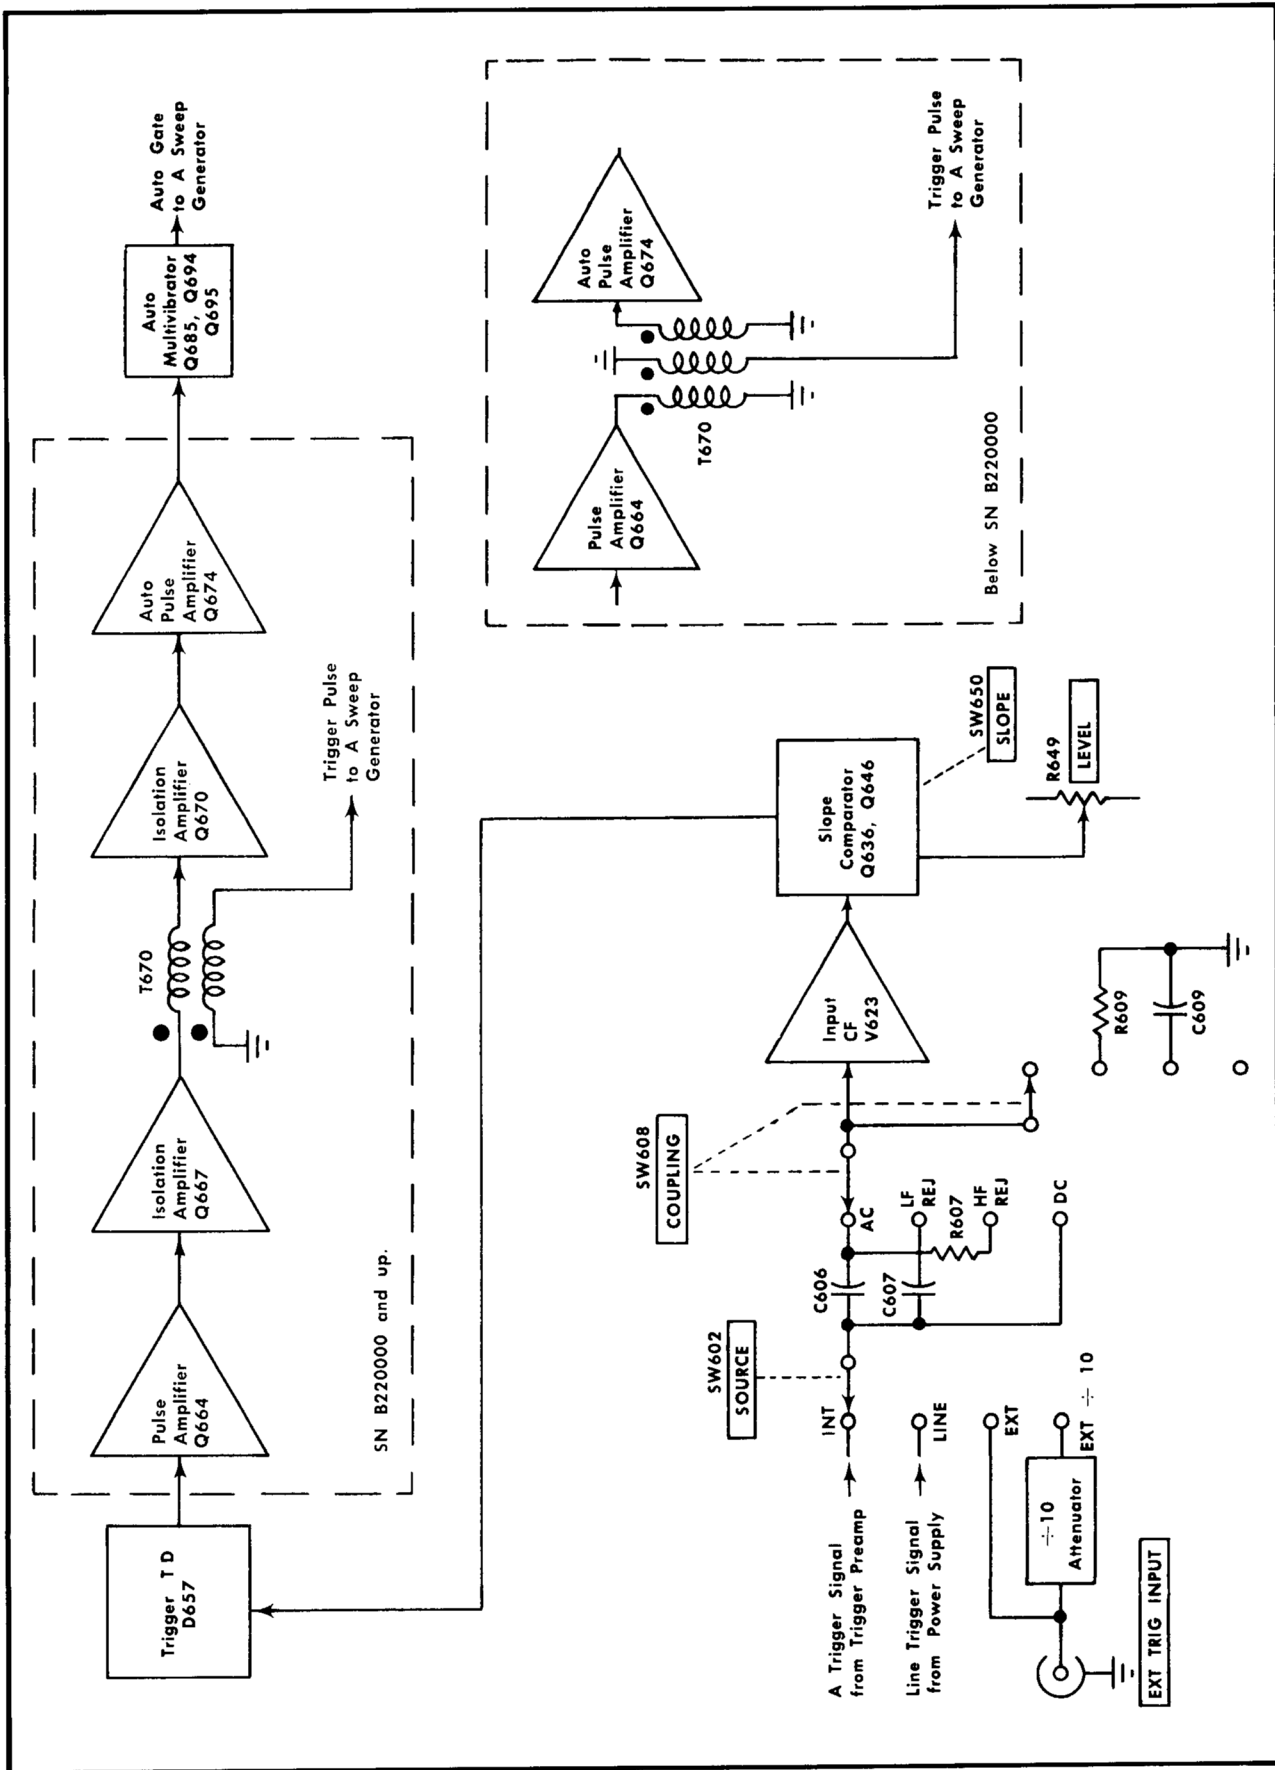 Trigger TD
D657
Pulse
Amplifier
Q664
Isolation
Amplifier
Q667
T670
Isolation
Amplifier
Q670
Auto
Pulse
Amplifier
Q674
Auto
Multivibrator
Q685, Q694
Q695
Auto Gate
to A Sweep
Generator
Trigger Pulse
to A Sweep
Generator
SN B220000 and up.
Pulse
Amplifier
Q664
T670
Auto
Pulse
Amplifier
Q674
Trigger Pulse
to A Sweep
Generator
Below SN B220000
A Trigger Signal
from Trigger Preamp
INT
SW602
SOURCE
Line Trigger Signal
from Power Supply
LINE
EXT
÷10
Attenuator
EXT ÷ 10
EXT TRIG INPUT
C606
C607
AC
LF
REJ
R607
HF
REJ
DC
SW608
COUPLING
Input
CF
V623
R609
C609
Slope
Comparator
Q636, Q646
SW650
SLOPE
R649
LEVEL